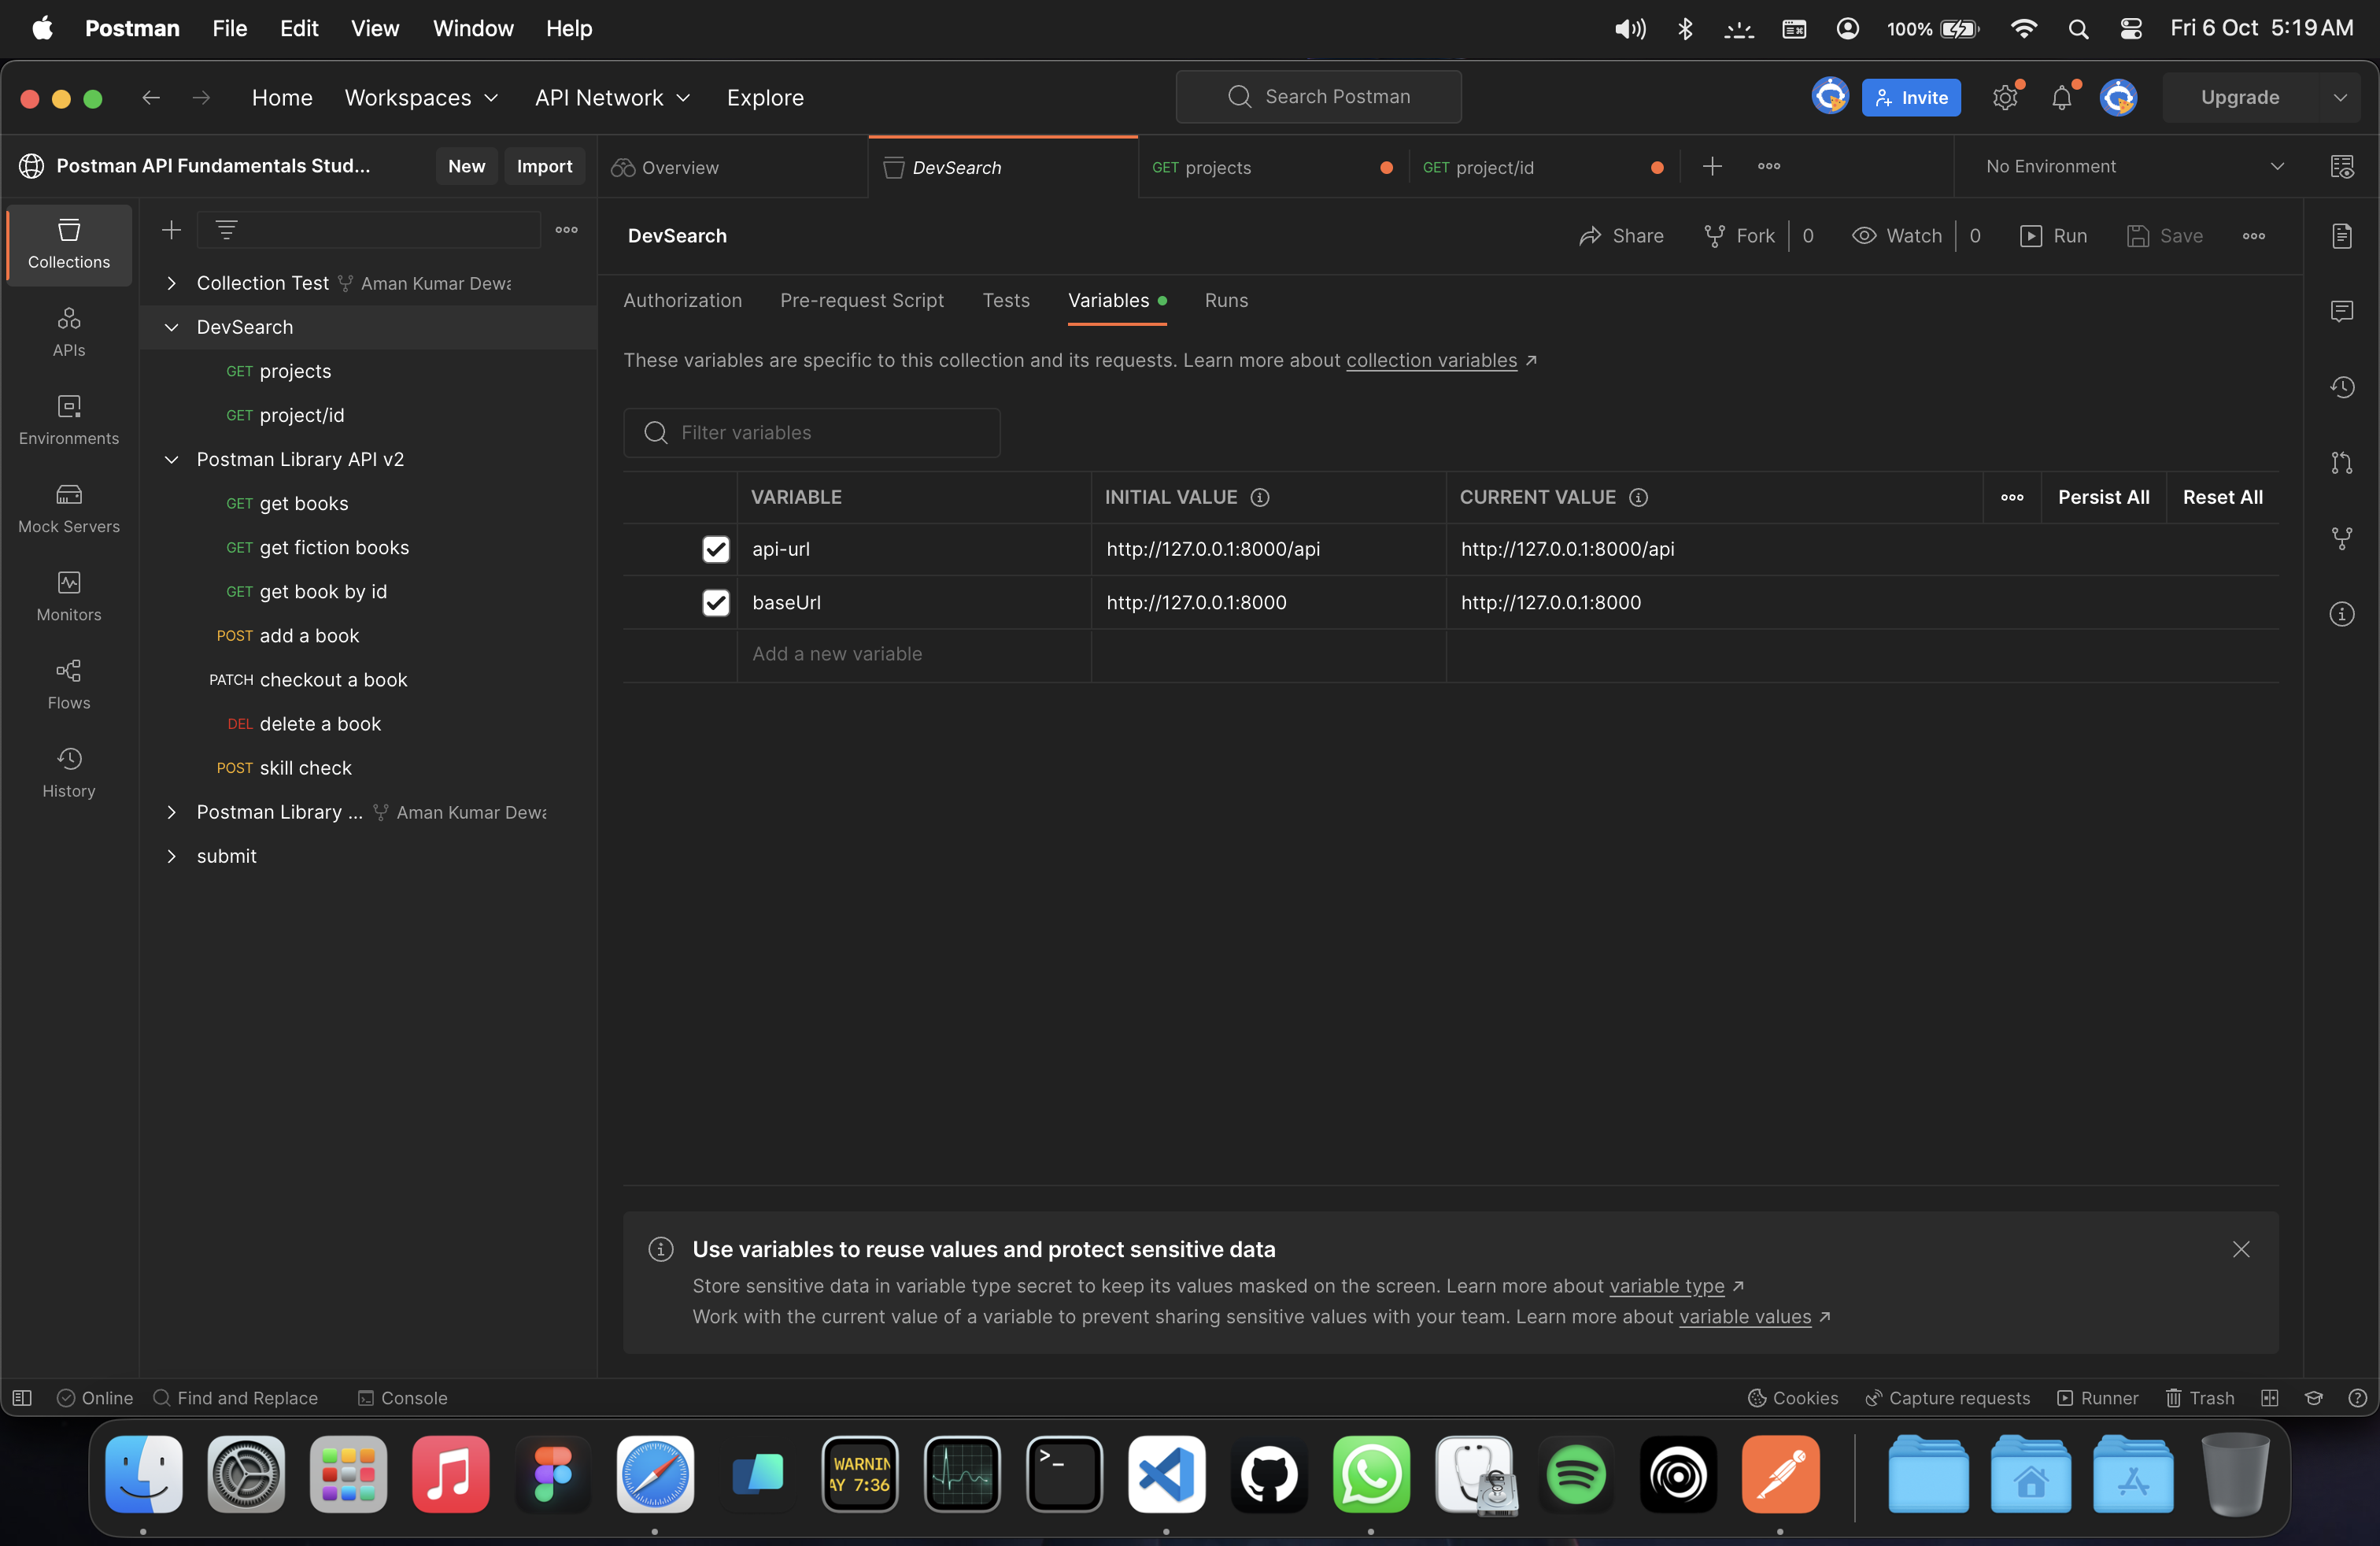 Postman File Edit View Window Help 100% Fri 6 Oct 5:19 AM
Home Workspaces API Network Explore Search Postman Invite Upgrade
Postman API Fundamentals Stud... New Import Overview DevSearch GET projects GET project/id No Environment
Collections
APIs
Environments
Mock Servers
Monitors
Flows
History
Collection Test Aman Kumar Dewa
DevSearch
GET projects
GET project/id
Postman Library API v2
GET get books
GET get fiction books
GET get book by id
POST add a book
PATCH checkout a book
DEL delete a book
POST skill check
Postman Library ... Aman Kumar Dewa
submit
DevSearch Share Fork 0 Watch 0 Run Save
Authorization Pre-request Script Tests Variables Runs
These variables are specific to this collection and its requests. Learn more about collection variables ↗
Filter variables
VARIABLE INITIAL VALUE CURRENT VALUE Persist All Reset All
api-url http://127.0.0.1:8000/api http://127.0.0.1:8000/api
baseUrl http://127.0.0.1:8000 http://127.0.0.1:8000
Add a new variable
Use variables to reuse values and protect sensitive data
Store sensitive data in variable type secret to keep its values masked on the screen. Learn more about variable type ↗
Work with the current value of a variable to prevent sharing sensitive values with your team. Learn more about variable values ↗
Online Find and Replace Console Cookies Capture requests Runner Trash
WARNIN
AY 7:36